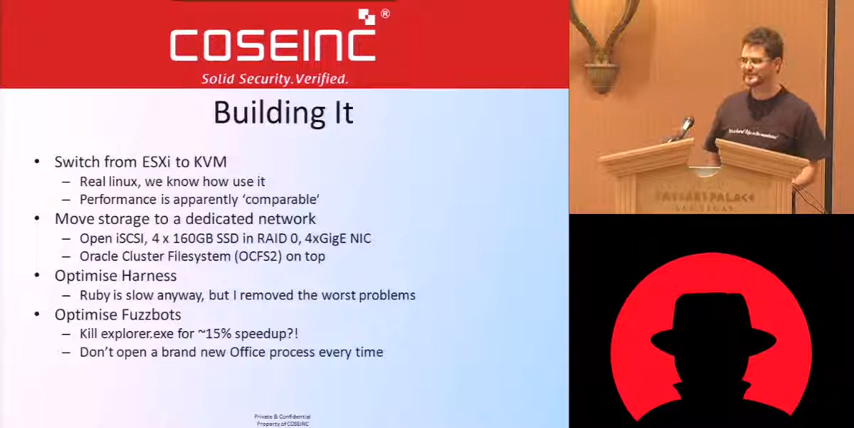 COSEINC®
Solid Security.Verified.
Building It
• Switch from ESXi to KVM
– Real linux, we know how use it
– Performance is apparently ‘comparable’
• Move storage to a dedicated network
– Open iSCSI, 4 x 160GB SSD in RAID 0, 4xGigE NIC
– Oracle Cluster Filesystem (OCFS2) on top
• Optimise Harness
– Ruby is slow anyway, but I removed the worst problems
• Optimise Fuzzbots
– Kill explorer.exe for ~15% speedup?!
– Don’t open a brand new Office process every time
Private & Confidential
Property of COSEINC
PALACE